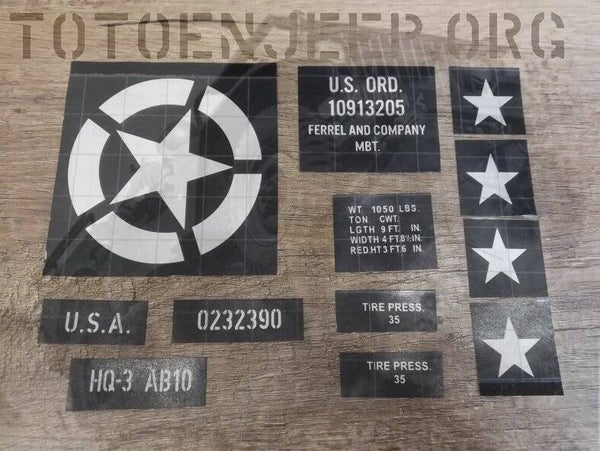 TOTOENJEEP.ORG
U.S. ORD.
10913205
FERREL AND COMPANY
MBT.
WT. 1050 LBS.
TON. CWT.
LGTH 9 FT. IN.
WIDTH 4 FT.8½IN.
RED.HT 3 FT.6 IN.
U.S.A.
0232390
TIRE PRESS.
35
HQ-3 AB10
TIRE PRESS.
35